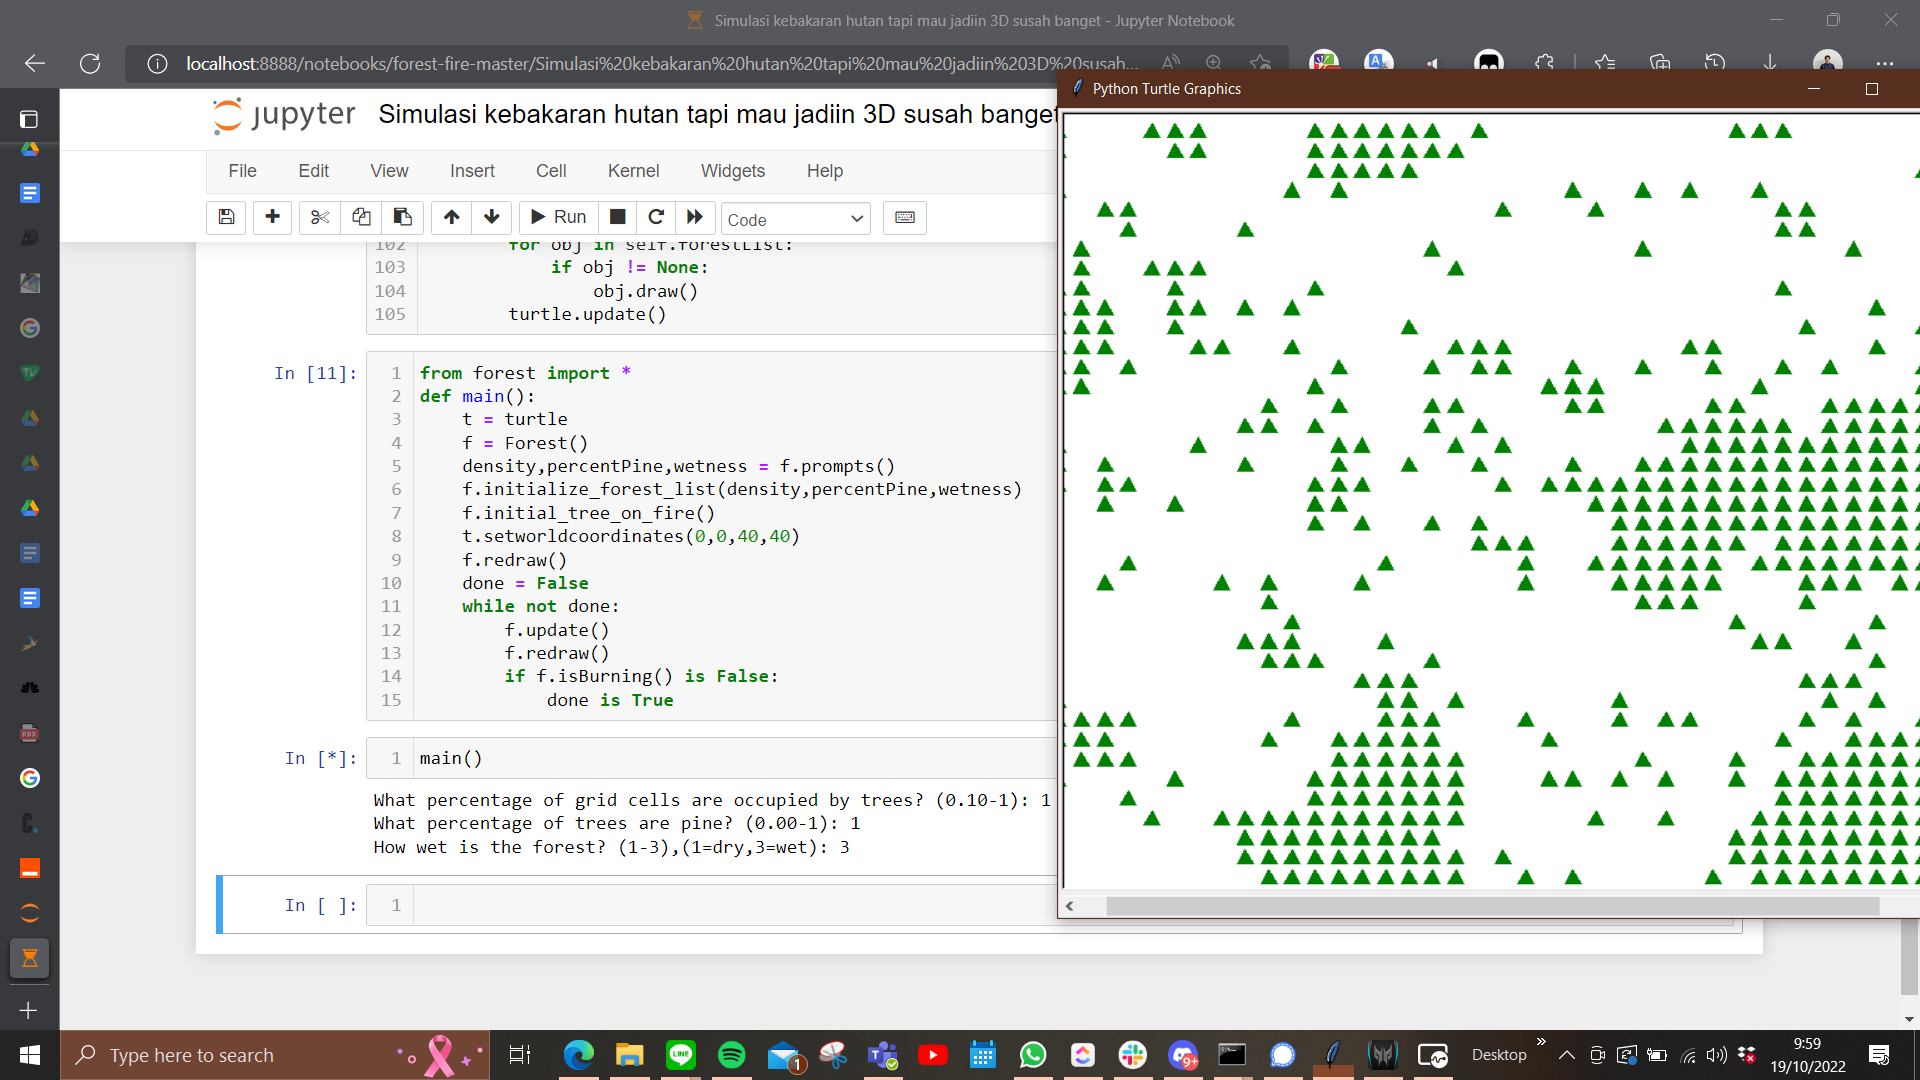 Simulasi kebakaran hutan tapi mau jadiin 3D susah banget - Jupyter Notebook
localhost:8888/notebooks/forest-fire-master/Simulasi%20kebakaran%20hutan%20tapi%20mau%20jadiin%203D%20susah...
Python Turtle Graphics
jupyter Simulasi kebakaran hutan tapi mau jadiin 3D susah banget
File Edit View Insert Cell Kernel Widgets Help
Run Code
102 for obj in self.forestList:
103 if obj != None:
104 obj.draw()
105 turtle.update()
In [11]: 1 from forest import *
2 def main():
3 t = turtle
4 f = Forest()
5 density,percentPine,wetness = f.prompts()
6 f.initialize_forest_list(density,percentPine,wetness)
7 f.initial_tree_on_fire()
8 t.setworldcoordinates(0,0,40,40)
9 f.redraw()
10 done = False
11 while not done:
12 f.update()
13 f.redraw()
14 if f.isBurning() is False:
15 done is True
In [*]: 1 main()
What percentage of grid cells are occupied by trees? (0.10-1): 1
What percentage of trees are pine? (0.00-1): 1
How wet is the forest? (1-3),(1=dry,3=wet): 3
In [ ]: 1
Type here to search
LINE
1
9+
Desktop
9:59
19/10/2022